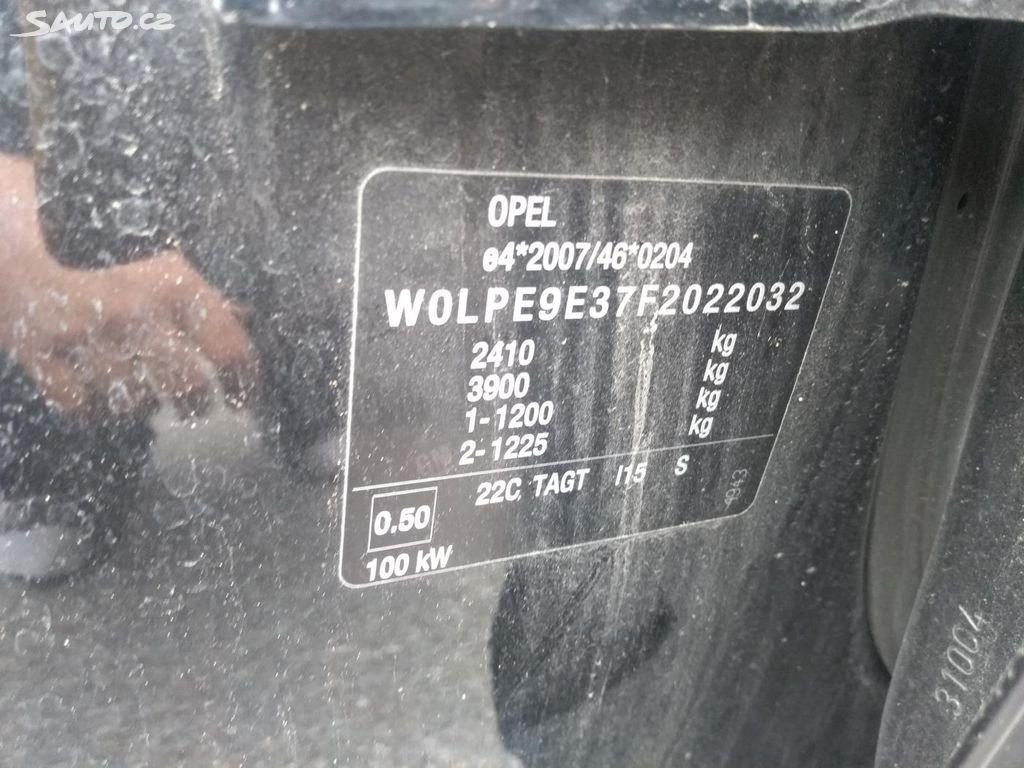 SAUTO.CZ
OPEL
e4*2007/46*0204
W0LPE9E37F2022032
2410 kg
3900 kg
1-1200 kg
2-1225 kg
22C TAGT I15 S
0.50
100 kW
31004